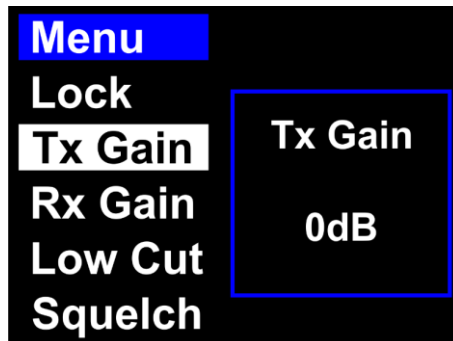 Menu
Lock
Tx Gain
Rx Gain
Low Cut
Squelch
Tx Gain
0dB